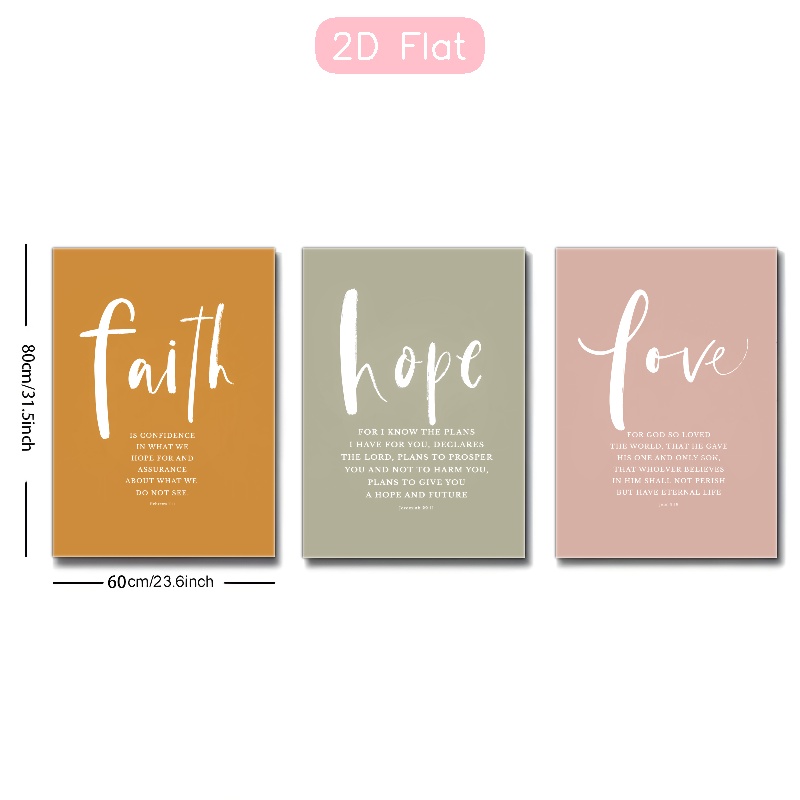 2D Flat
80cm/31.5inch
faith
IS CONFIDENCE
IN WHAT WE
HOPE FOR AND
ASSURANCE
ABOUT WHAT WE
DO NOT SEE
60cm/23.6inch
hope
FOR I KNOW THE PLANS
I HAVE FOR YOU, DECLARES
THE LORD, PLANS TO PROSPER
YOU AND NOT TO HARM YOU,
PLANS TO GIVE YOU
A HOPE AND FUTURE
love
FOR GOD SO LOVED
THE WORLD, THAT HE GAVE
HIS ONE AND ONLY SON,
THAT WHOEVER BELIEVES
IN HIM SHALL NOT PERISH
BUT HAVE ETERNAL LIFE